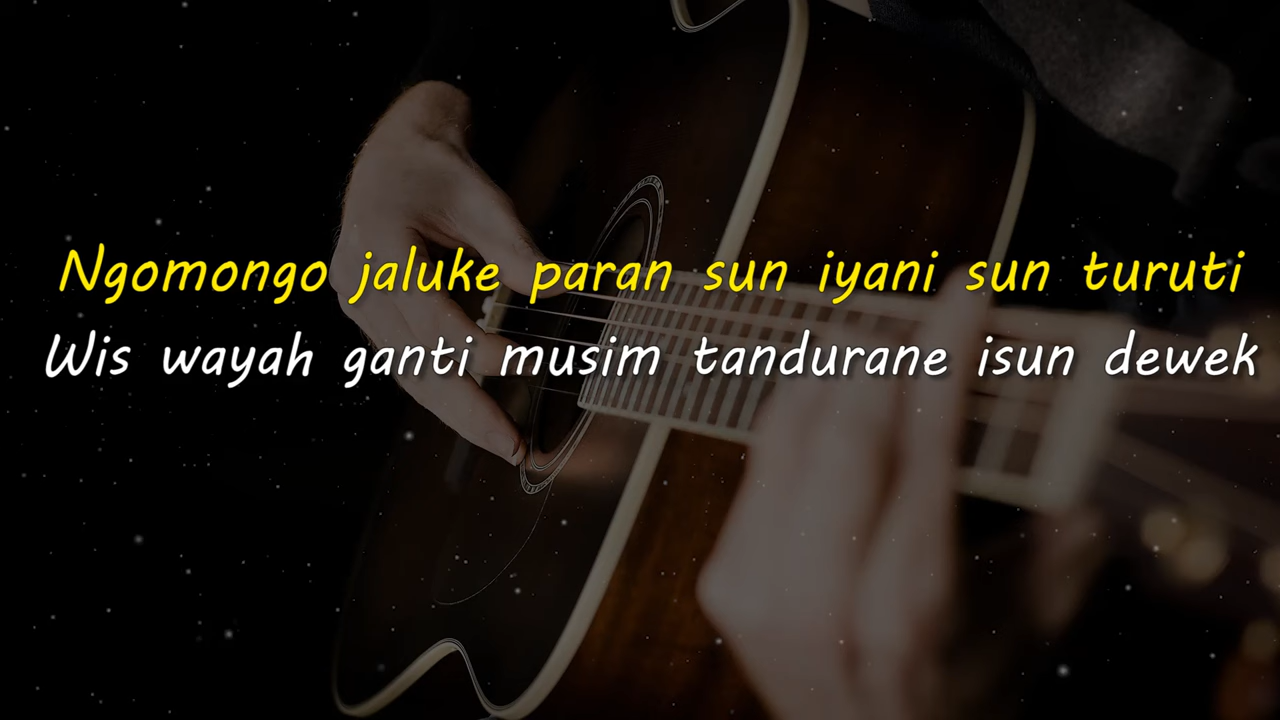 Ngomongo jaluke paran sun iyani sun turuti
Wis wayah ganti musim tandurane isun dewek